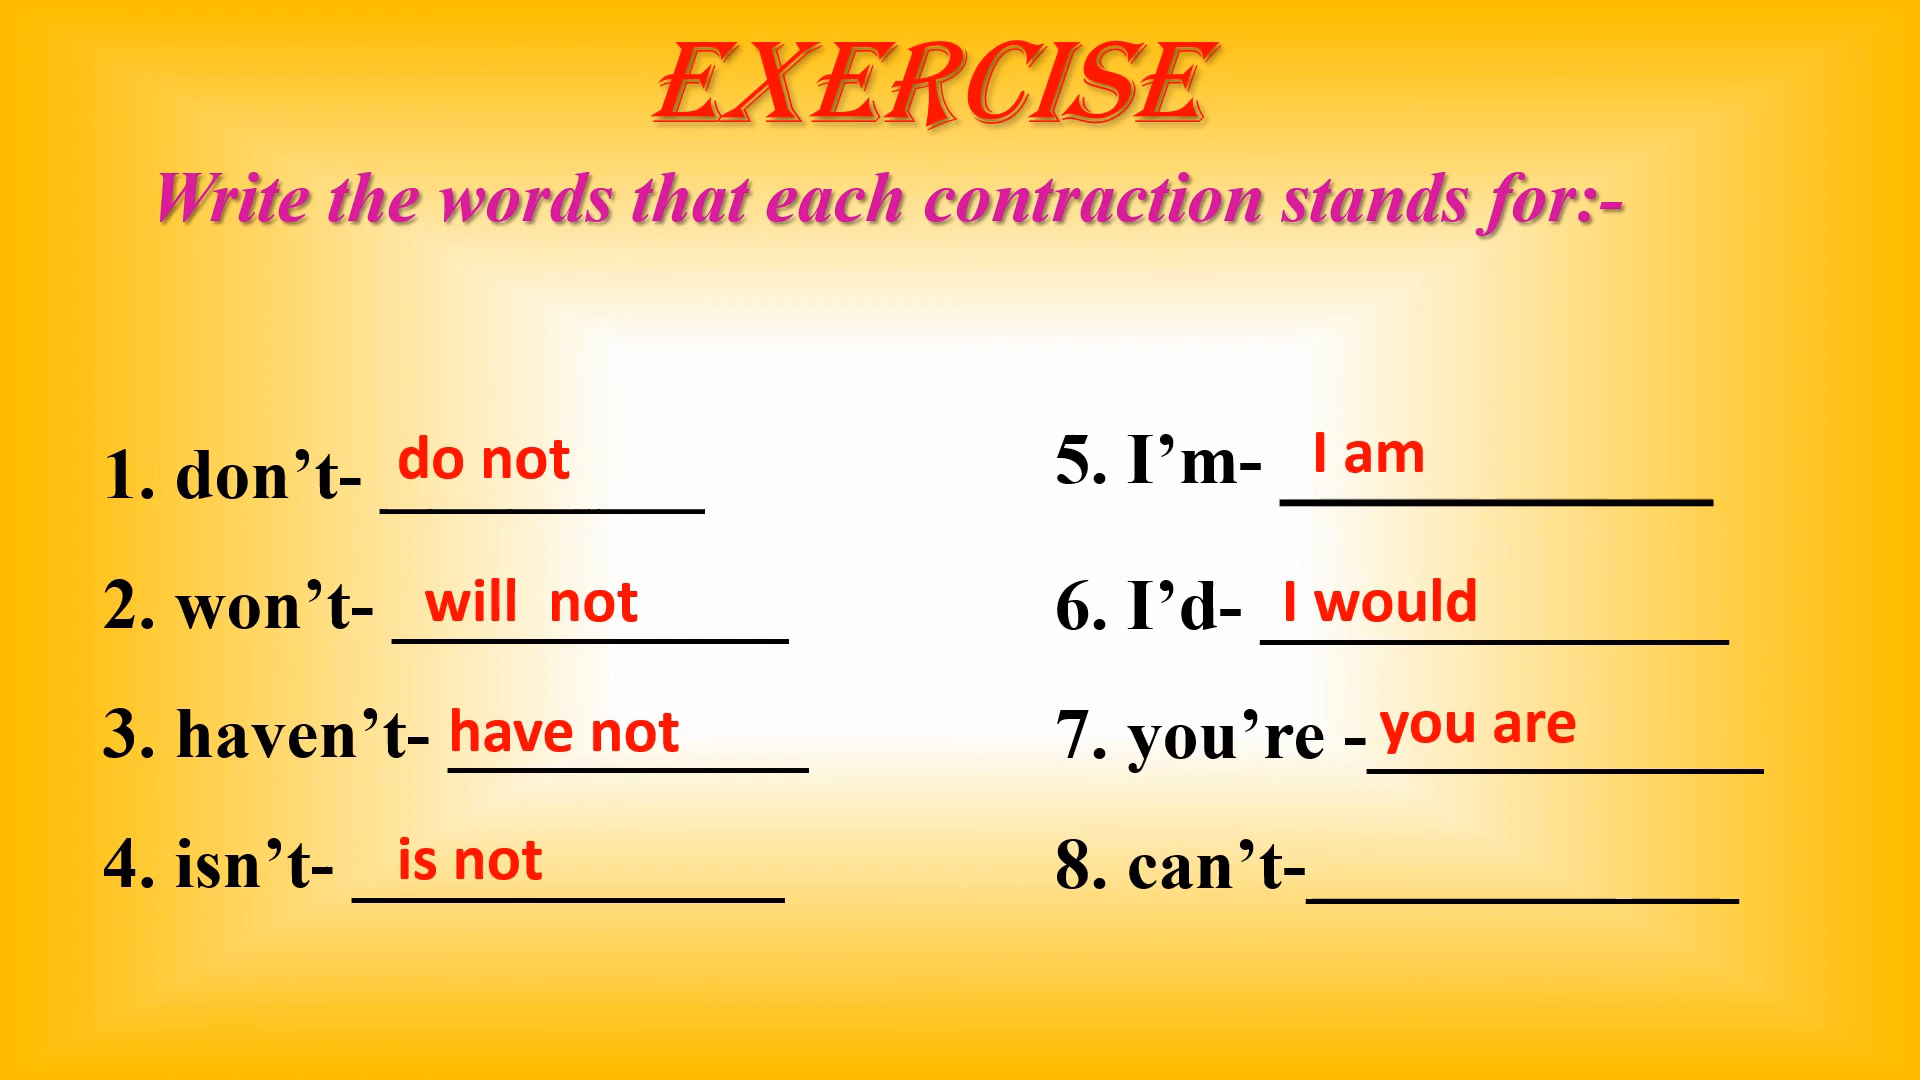 EXERCISE
Write the words that each contraction stands for:-
1. don’t- do not
2. won’t- will not
3. haven’t- have not
4. isn’t- is not
5. I’m- I am
6. I’d- I would
7. you’re - you are
8. can’t-